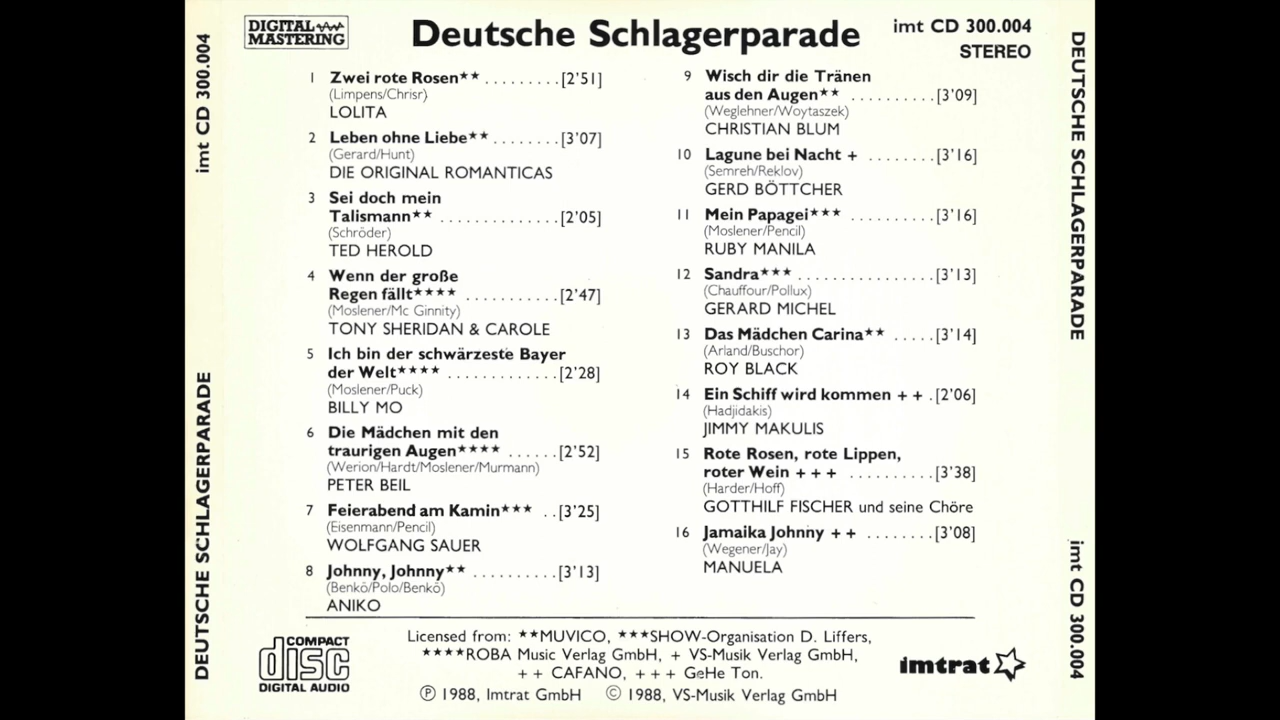 DIGITAL
MASTERING
Deutsche Schlagerparade
imt CD 300.004
STEREO
imt CD 300.004
DEUTSCHE SCHLAGERPARADE
1 Zwei rote Rosen★★ ........[2'51]
(Limpens/Chrisr)
LOLITA
2 Leben ohne Liebe★★ .......[3'07]
(Gerard/Hunt)
DIE ORIGINAL ROMANTICAS
3 Sei doch mein
Talismann★★ .............[2'05]
(Schröder)
TED HEROLD
4 Wenn der große
Regen fällt★★★★ ..........[2'47]
(Moslener/Mc Ginnity)
TONY SHERIDAN & CAROLE
5 Ich bin der schwärzeste Bayer
der Welt★★★★ ............[2'28]
(Moslener/Puck)
BILLY MO
6 Die Mädchen mit den
traurigen Augen★★★★ ......[2'52]
(Werion/Hardt/Moslener/Murmann)
PETER BEIL
7 Feierabend am Kamin★★★ ..[3'25]
(Eisenmann/Pencil)
WOLFGANG SAUER
8 Johnny, Johnny★★ ..........[3'13]
(Benkö/Polo/Benkö)
ANIKO
9 Wisch dir die Tränen
aus den Augen★★ ..........[3'09]
(Weglehner/Woytaszek)
CHRISTIAN BLUM
10 Lagune bei Nacht + ........[3'16]
(Semreh/Reklov)
GERD BÖTTCHER
11 Mein Papagei★★★ ..........[3'16]
(Moslener/Pencil)
RUBY MANILA
12 Sandra★★★ ................[3'13]
(Chauffour/Pollux)
GERARD MICHEL
13 Das Mädchen Carina★★ .....[3'14]
(Arland/Buschor)
ROY BLACK
14 Ein Schiff wird kommen + + .[2'06]
(Hadjidakis)
JIMMY MAKULIS
15 Rote Rosen, rote Lippen,
roter Wein + + + ..........[3'38]
(Harder/Hoff)
GOTTHILF FISCHER und seine Chöre
16 Jamaika Johnny + + ........[3'08]
(Wegener/Jay)
MANUELA
DEUTSCHE SCHLAGERPARADE
imt CD 300.004
COMPACT
disc
DIGITAL AUDIO
Licensed from: ★★MUVICO, ★★★SHOW-Organisation D. Liffers,
★★★★ROBA Music Verlag GmbH, + VS-Musik Verlag GmbH,
+ + CAFANO, + + + GeHe Ton.
Ⓟ 1988, Imtrat GmbH © 1988, VS-Musik Verlag GmbH
imtrat